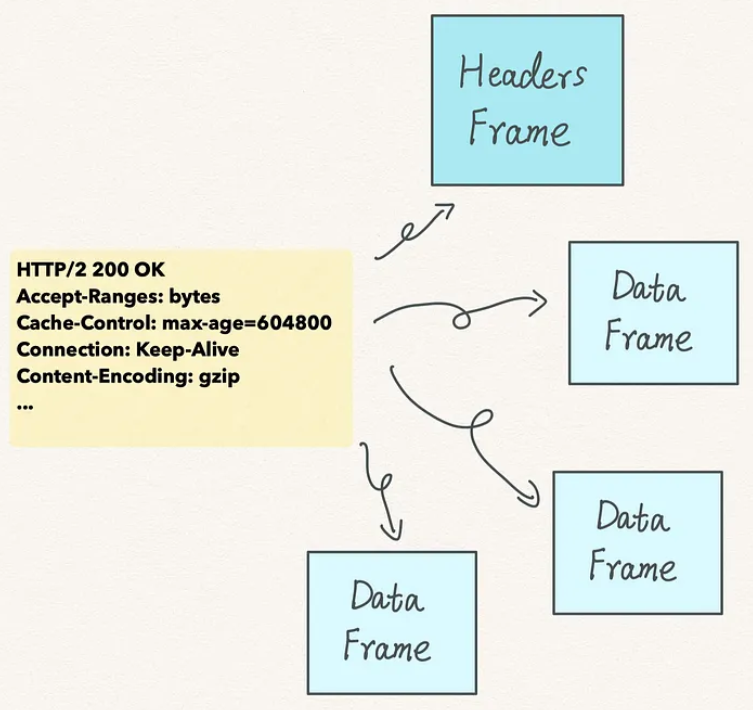 Headers
Frame
HTTP/2 200 OK
Accept-Ranges: bytes
Cache-Control: max-age=604800
Connection: Keep-Alive
Content-Encoding: gzip
...
Data
Frame
Data
Frame
Data
Frame